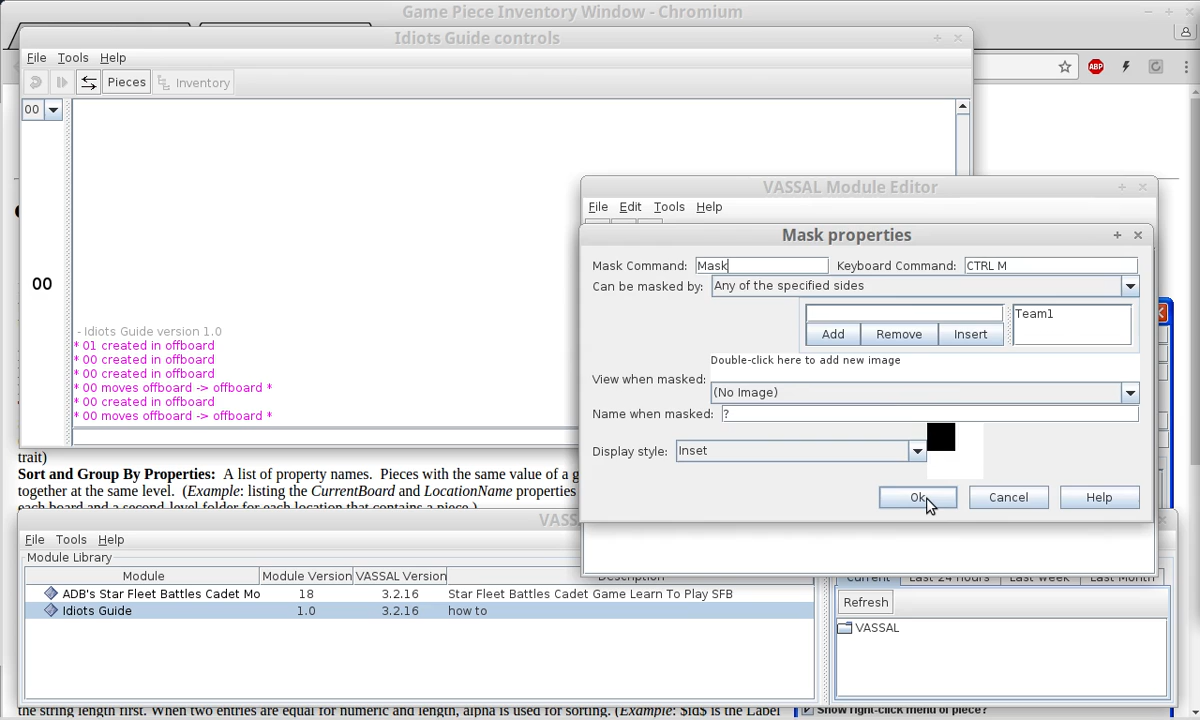 Game Piece Inventory Window - Chromium
Idiots Guide controls
File Tools Help
Pieces Inventory
ABP
00
00
- Idiots Guide version 1.0
* 01 created in offboard
* 00 created in offboard
* 00 created in offboard
* 00 moves offboard -> offboard *
* 00 created in offboard
* 00 moves offboard -> offboard *
VASSAL Module Editor
File Edit Tools Help
Mask properties
Mask Command: Mask Keyboard Command: CTRL M
Can be masked by: Any of the specified sides
Team1
Add Remove Insert
Double-click here to add new image
View when masked:
(No Image)
Name when masked: ?
Display style: Inset
Ok Cancel Help
trait)
Sort and Group By Properties: A list of property names. Pieces with the same value of a g
together at the same level. (Example: listing the CurrentBoard and LocationName properties
each board and a second-level folder for each location that contains a piece.)
VASS
File Tools Help
Module Library
Module Module Version VASSAL Version Description
ADB's Star Fleet Battles Cadet Mo 18 3.2.16 Star Fleet Battles Cadet Game Learn To Play SFB
Idiots Guide 1.0 3.2.16 how to
Current Last 24 hours Last Week Last Month
Refresh
VASSAL
the string length first. When two entries are equal for numeric and length, alpha is used for sorting. (Example: $id$ is the Label
Show right-click menu of piece?